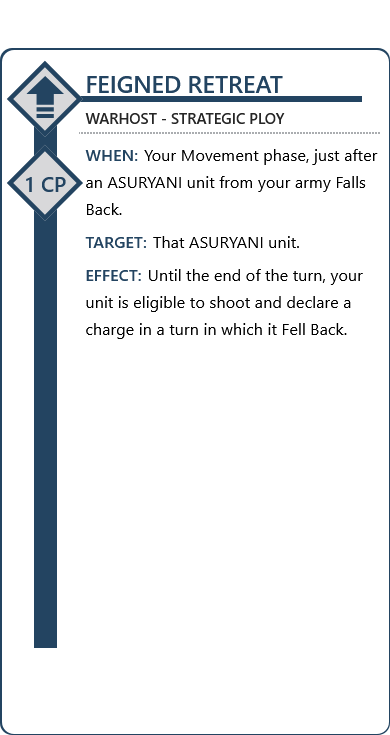 FEIGNED RETREAT
WARHOST - STRATEGIC PLOY
1 CP
WHEN: Your Movement phase, just after
an ASURYANI unit from your army Falls
Back.
TARGET: That ASURYANI unit.
EFFECT: Until the end of the turn, your
unit is eligible to shoot and declare a
charge in a turn in which it Fell Back.